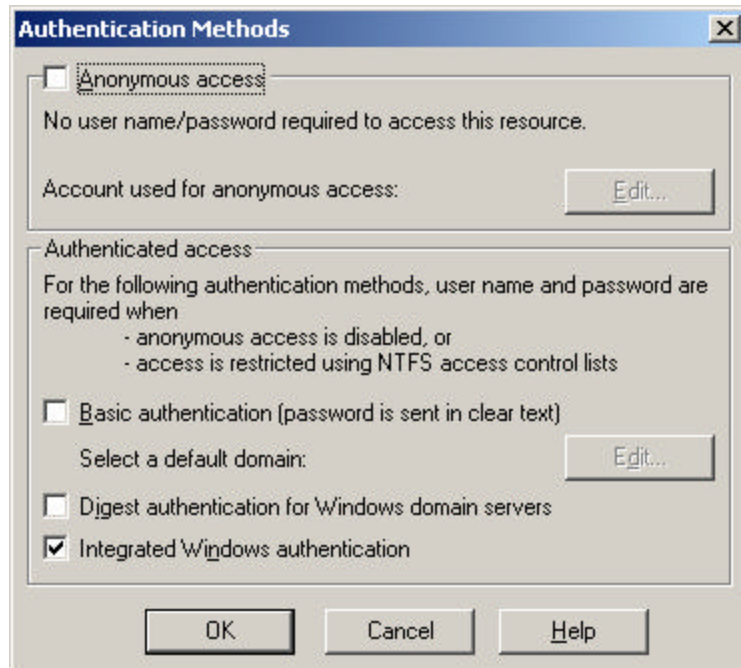 Authentication Methods
Anonymous access
No user name/password required to access this resource.
Account used for anonymous access:
Edit...
Authenticated access
For the following authentication methods, user name and password are
required when
- anonymous access is disabled, or
- access is restricted using NTFS access control lists
Basic authentication (password is sent in clear text)
Select a default domain:
Edit...
Digest authentication for Windows domain servers
Integrated Windows authentication
OK
Cancel
Help